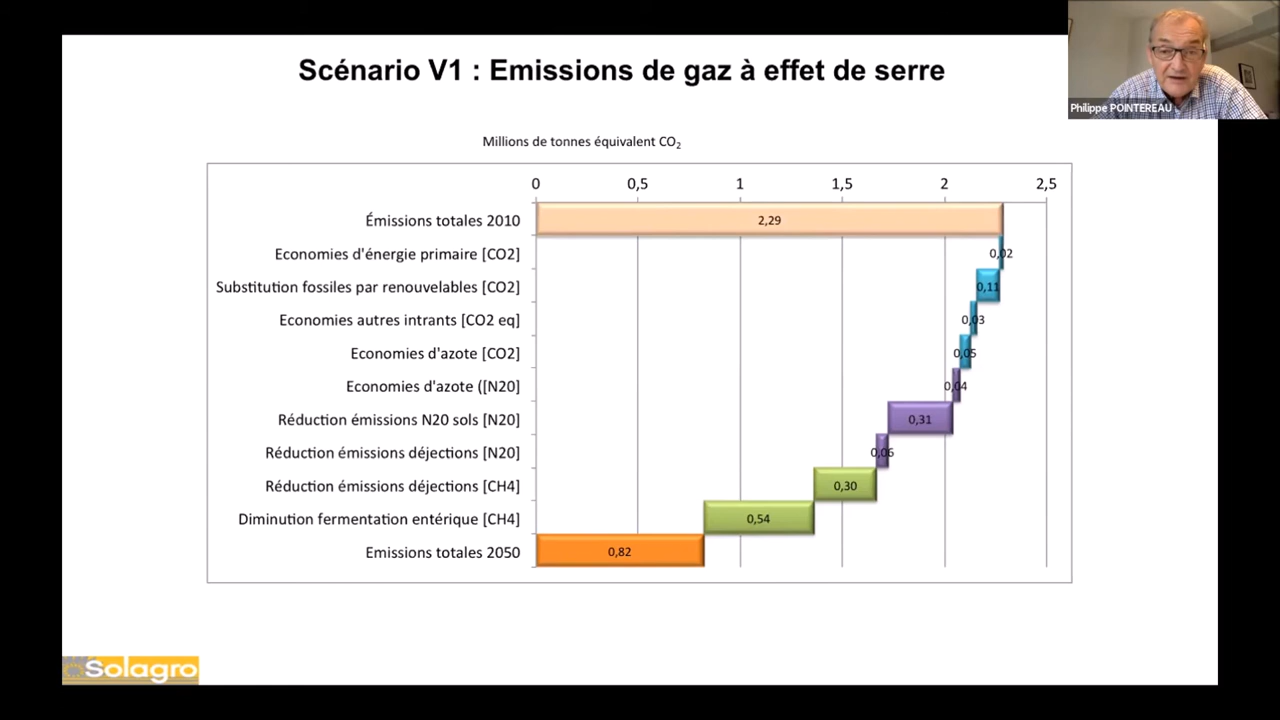 Scénario V1 : Emissions de gaz à effet de serre
Philippe POINTEREAU
Millions de tonnes équivalent CO2
0 0,5 1 1,5 2 2,5
Émissions totales 2010 2,29
Economies d'énergie primaire [CO2] 0,02
Substitution fossiles par renouvelables [CO2] 0,11
Economies autres intrants [CO2 eq] 0,03
Economies d'azote [CO2] 0,05
Economies d'azote ([N20] 0,04
Réduction émissions N20 sols [N20] 0,31
Réduction émissions déjections [N20] 0,06
Réduction émissions déjections [CH4] 0,30
Diminution fermentation entérique [CH4] 0,54
Emissions totales 2050 0,82
Solagro